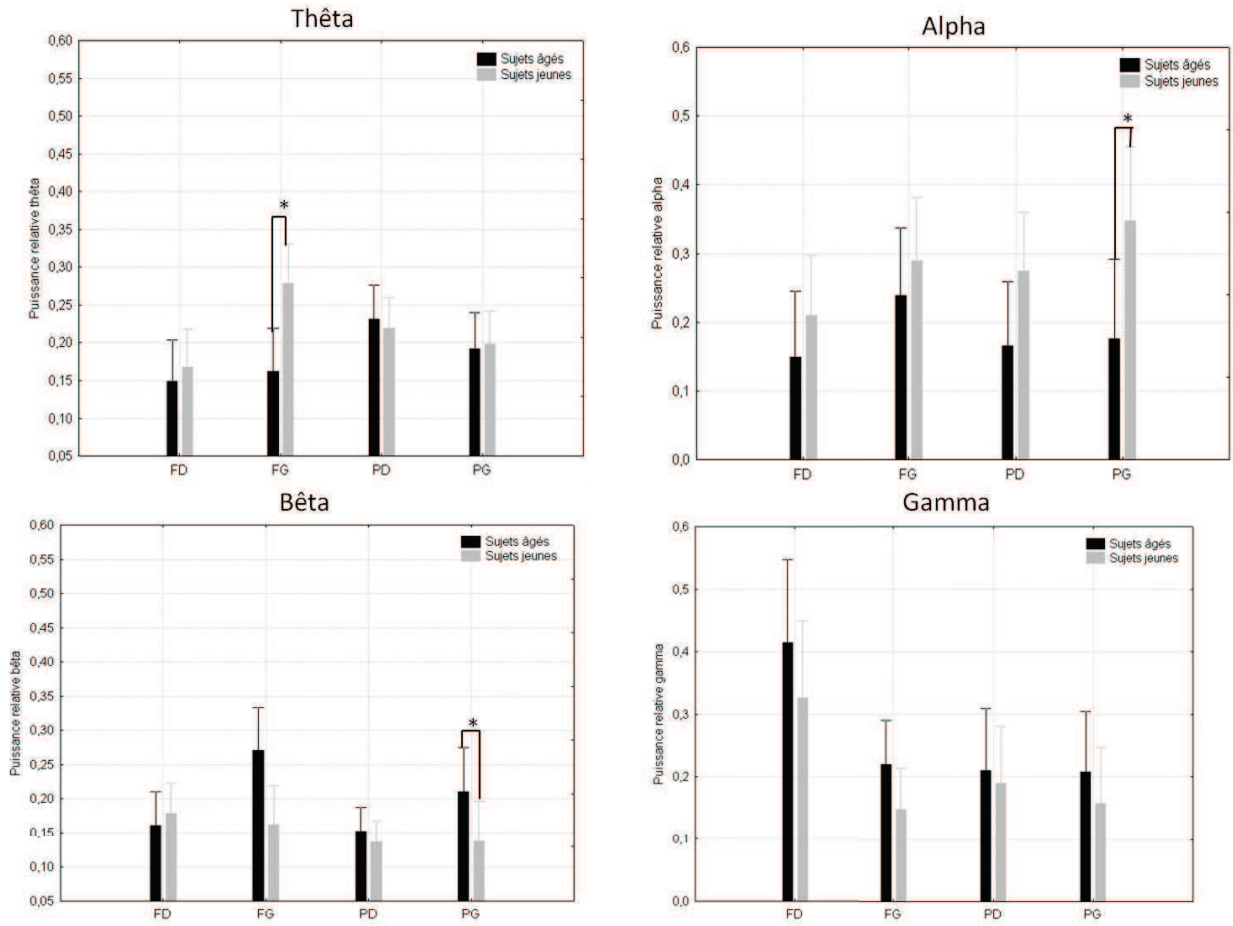 Thêta
0,60
0,55
0,50
0,45
0,40
0,35
0,30
0,25
0,20
0,15
0,10
0,05
Puissance relative thêta
Sujets âgés
Sujets jeunes
*
FD FG PD PG
Alpha
0,6
0,5
0,4
0,3
0,2
0,1
0,0
Puissance relative alpha
Sujets âgés
Sujets jeunes
*
FD FG PD PG
Bêta
0,60
0,55
0,50
0,45
0,40
0,35
0,30
0,25
0,20
0,15
0,10
0,05
Puissance relative bêta
Sujets âgés
Sujets jeunes
*
FD FG PD PG
Gamma
0,6
0,5
0,4
0,3
0,2
0,1
0,0
Puissance relative gamma
Sujets âgés
Sujets jeunes
FD FG PD PG